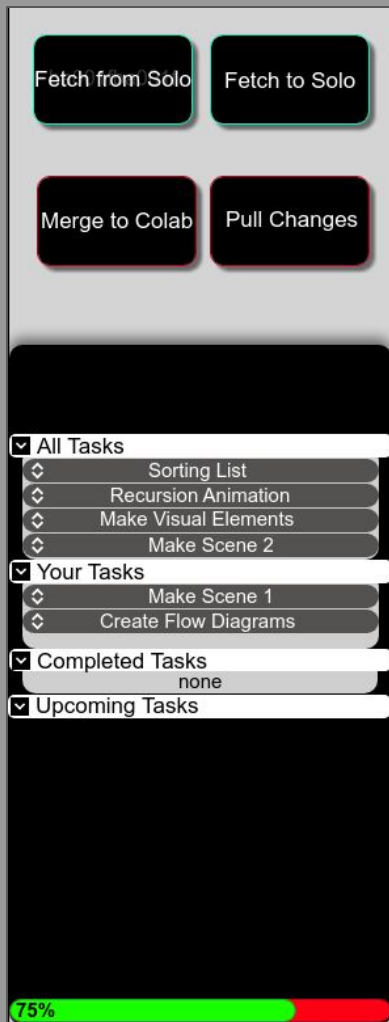 Fetch from Solo
Fetch to Solo
Merge to Colab
Pull Changes
All Tasks
Sorting List
Recursion Animation
Make Visual Elements
Make Scene 2
Your Tasks
Make Scene 1
Create Flow Diagrams
Completed Tasks
none
Upcoming Tasks
75%